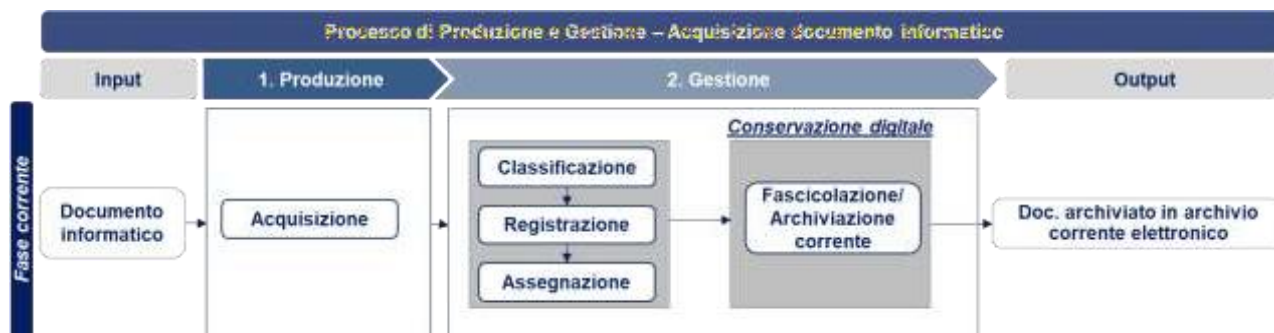 Processo di Produzione e Gestione – Acquisizione documento informatico
Input
1. Produzione
2. Gestione
Output
Fase corrente
Documento
informatico
Acquisizione
Classificazione
Registrazione
Assegnazione
Conservazione digitale
Fascicolazione/
Archiviazione
corrente
Doc. archiviato in archivio
corrente elettronico